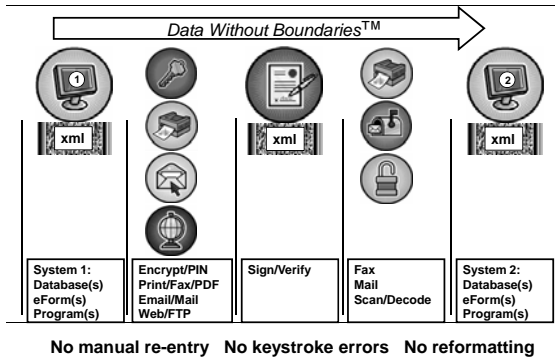 Data Without Boundaries™
1
2
xml
xml
xml
System 1:
Database(s)
eForm(s)
Program(s)
Encrypt/PIN
Print/Fax/PDF
Email/Mail
Web/FTP
Sign/Verify
Fax
Mail
Scan/Decode
System 2:
Database(s)
eForm(s)
Program(s)
No manual re-entry No keystroke errors No reformatting